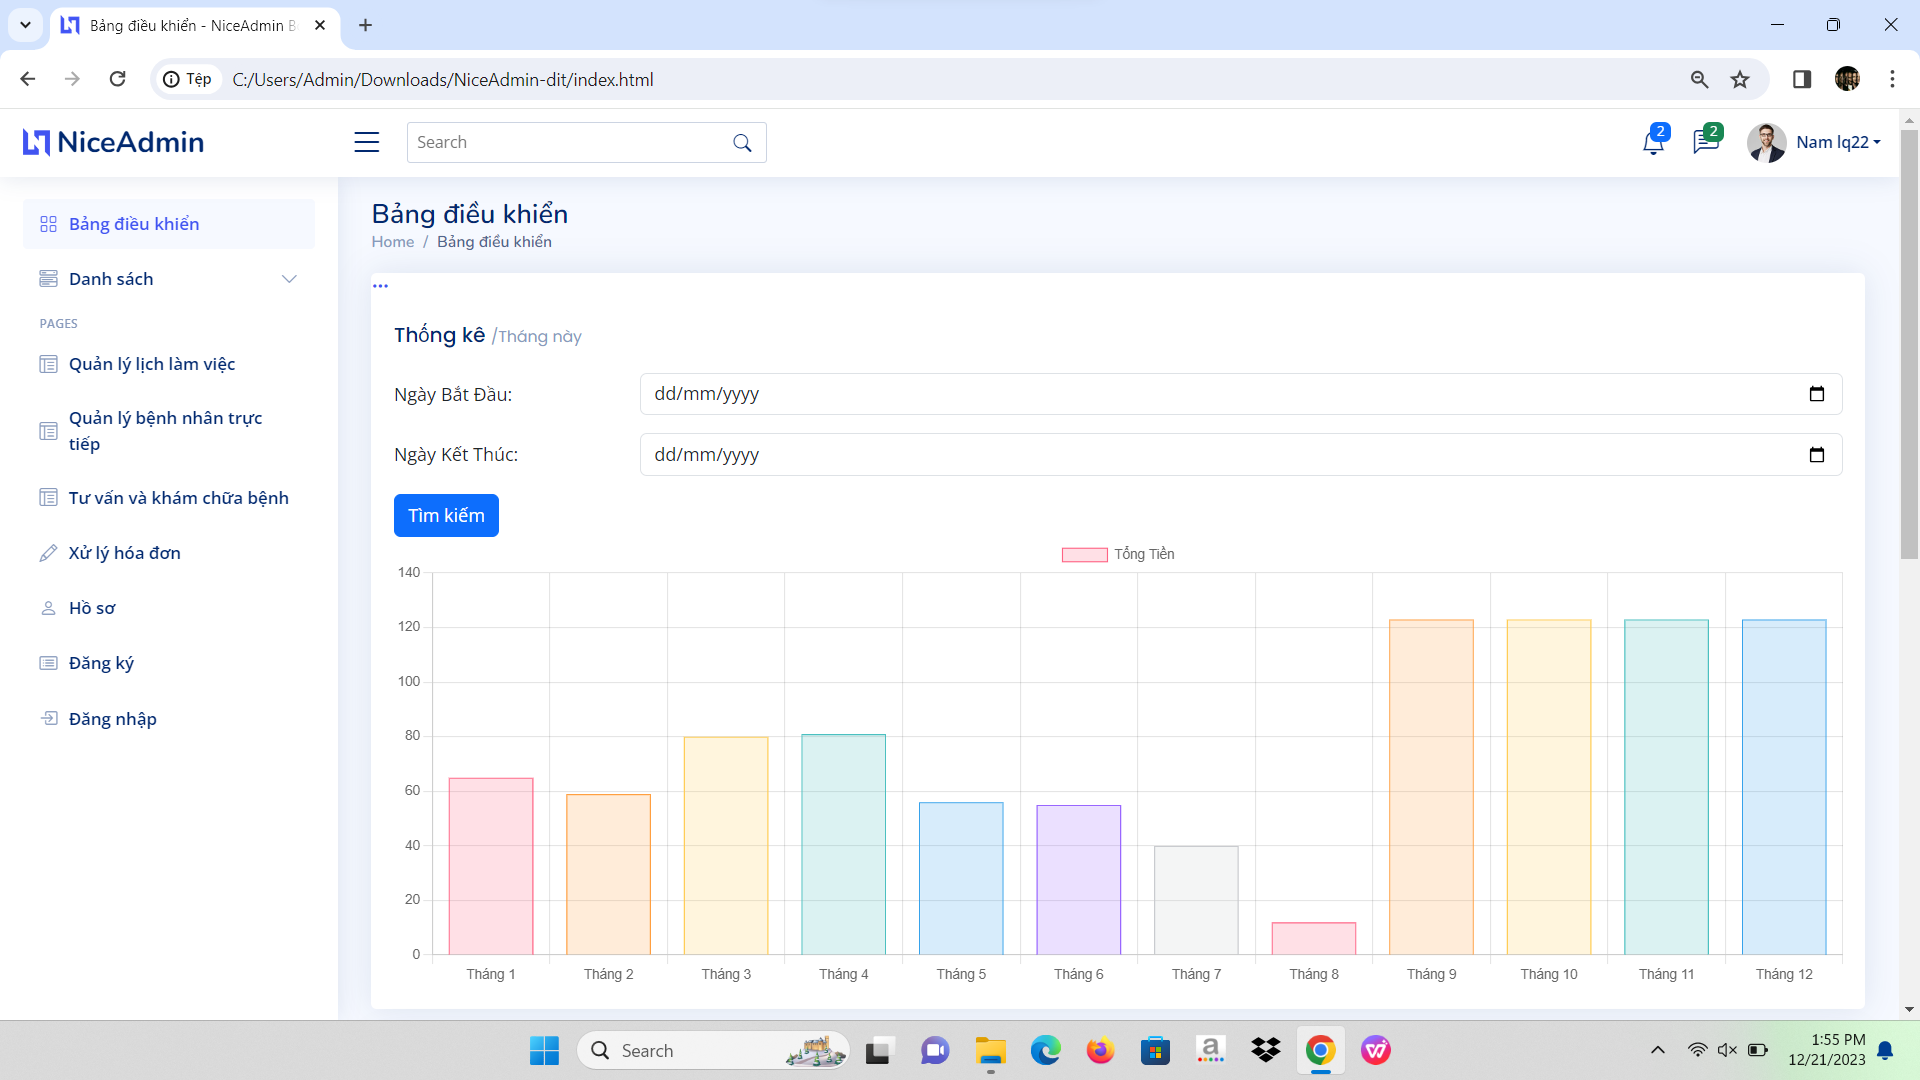 Bảng điều khiển - NiceAdmin B
Tệp
C:/Users/Admin/Downloads/NiceAdmin-dit/index.html
NiceAdmin
Search
2
2
Nam lq22
Bảng điều khiển
Danh sách
PAGES
Quản lý lịch làm việc
Quản lý bệnh nhân trực
tiếp
Tư vấn và khám chữa bệnh
Xử lý hóa đơn
Hồ sơ
Đăng ký
Đăng nhập
Bảng điều khiển
Home / Bảng điều khiển
Thống kê /Tháng này
Ngày Bắt Đầu:
dd/mm/yyyy
Ngày Kết Thúc:
dd/mm/yyyy
Tìm kiếm
Tổng Tiền
140
120
100
80
60
40
20
0
Tháng 1
Tháng 2
Tháng 3
Tháng 4
Tháng 5
Tháng 6
Tháng 7
Tháng 8
Tháng 9
Tháng 10
Tháng 11
Tháng 12
Search
a
1:55 PM
12/21/2023